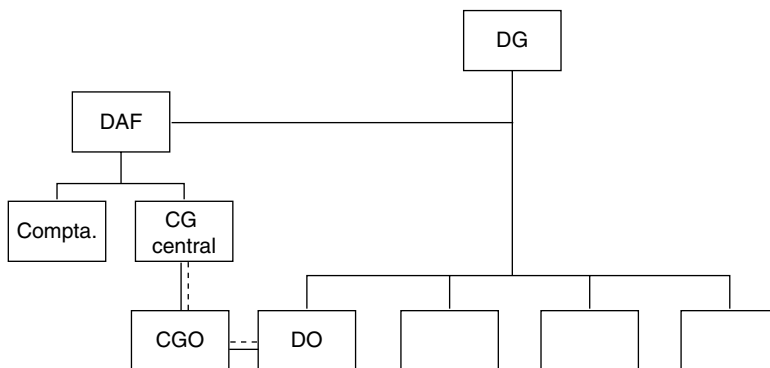 DG
DAF
Compta.
CG
central
CGO
DO